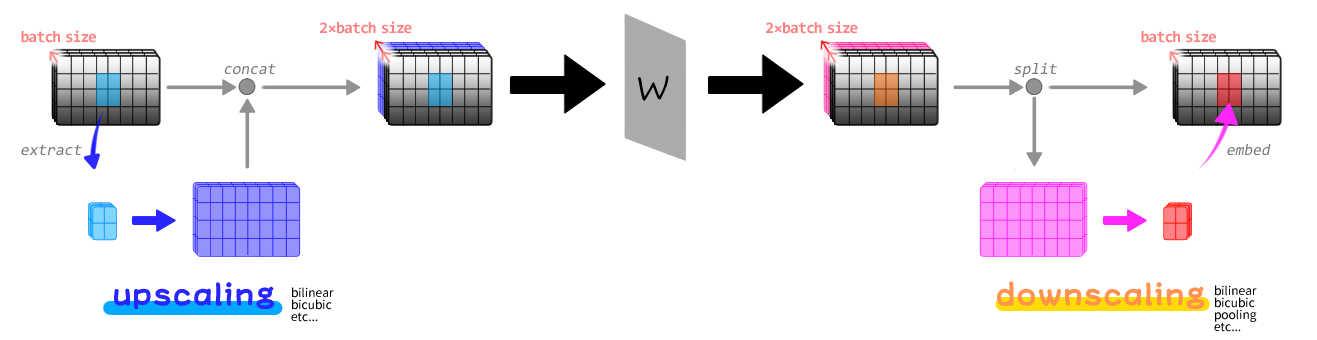 batch size
2×batch size
2×batch size
batch size
concat
W
split
extract
embed
upscaling
bilinear
bicubic
etc...
downscaling
bilinear
bicubic
pooling
etc...